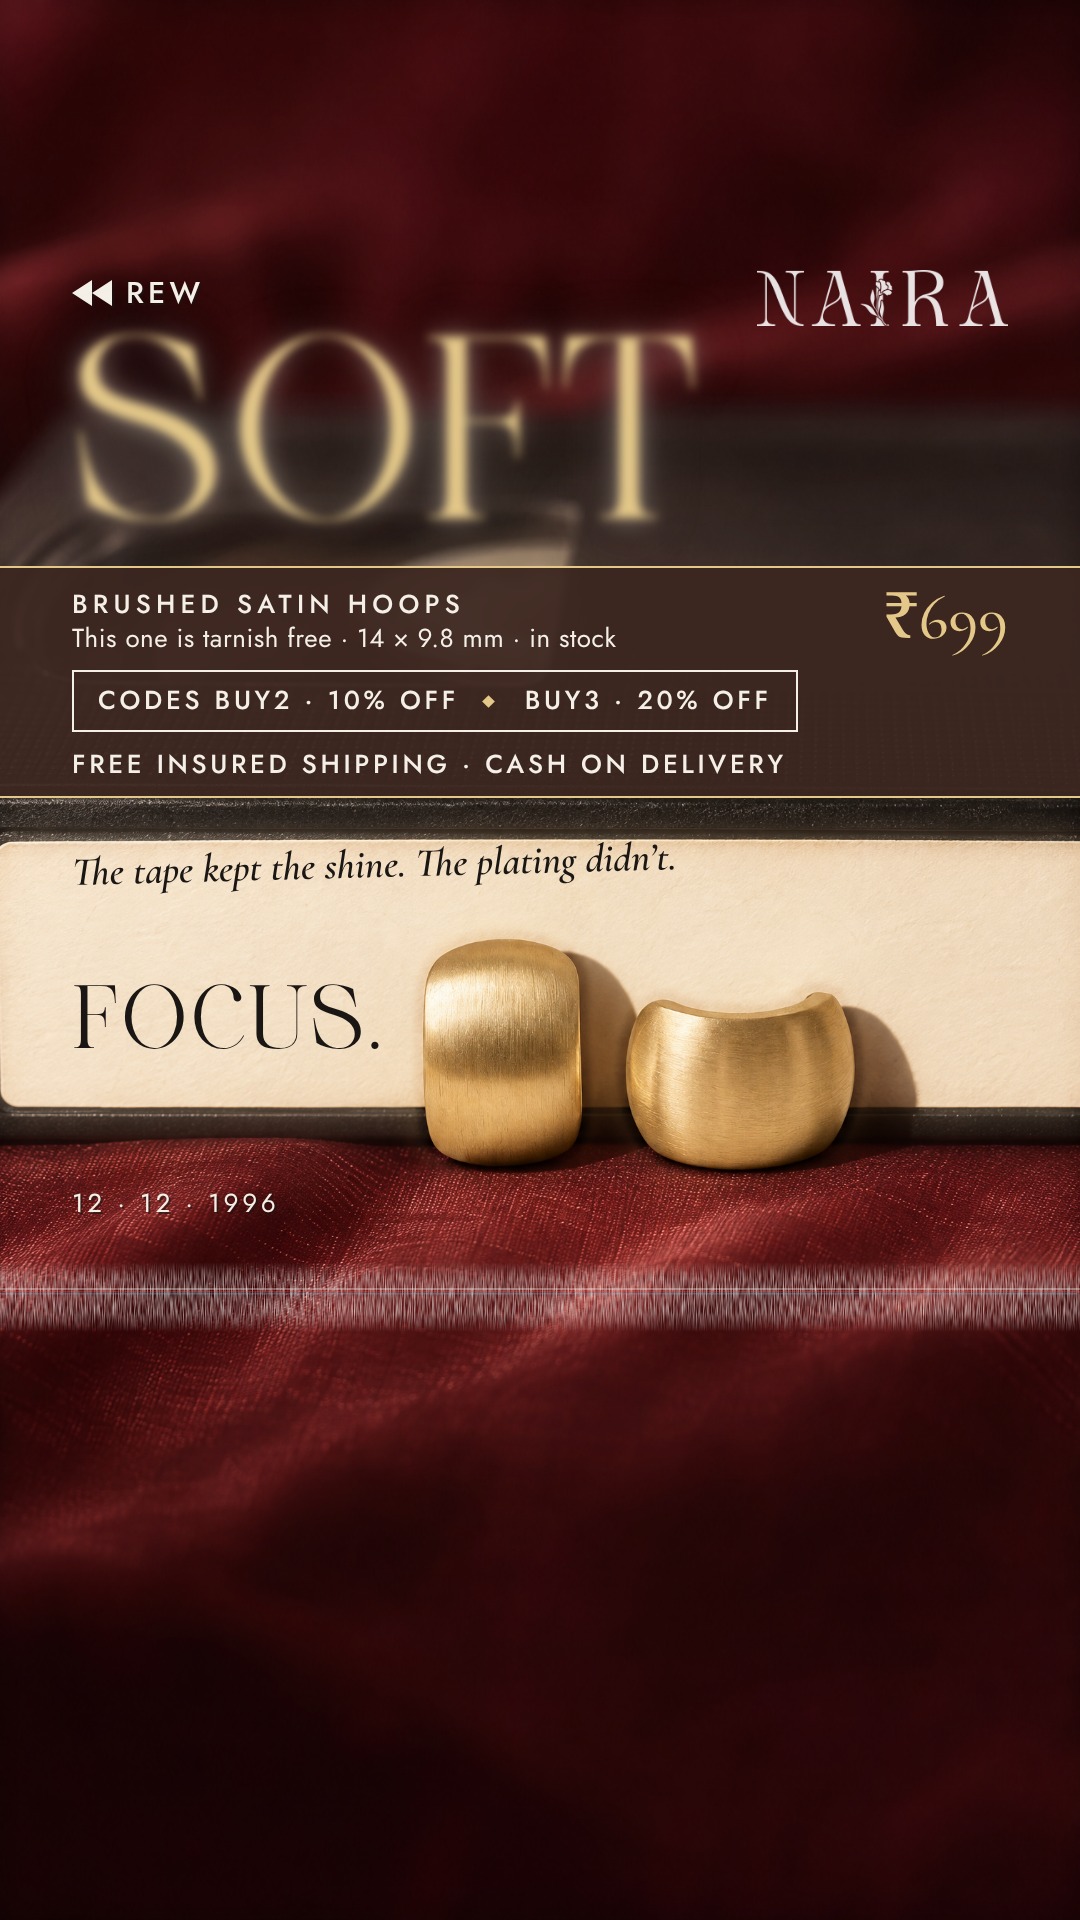 REW
NAIRA
SOFT
BRUSHED SATIN HOOPS
₹699
This one is tarnish free · 14 × 9.8 mm · in stock
CODES BUY2 · 10% OFF ◆ BUY3 · 20% OFF
FREE INSURED SHIPPING · CASH ON DELIVERY
The tape kept the shine. The plating didn’t.
FOCUS.
12 · 12 · 1996